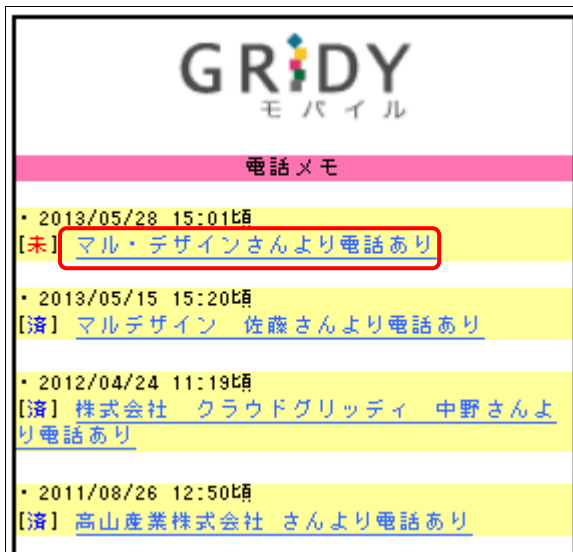 GRiDY
モバイル
電話メモ
・2013/05/28 15:01頃
[未] マル・デザインさんより電話あり
・2013/05/15 15:20頃
[済] マルデザイン　佐藤さんより電話あり
・2012/04/24 11:19頃
[済] 株式会社　クラウドグリッディ　中野さんよ
り電話あり
・2011/08/26 12:50頃
[済] 高山産業株式会社 さんより電話あり